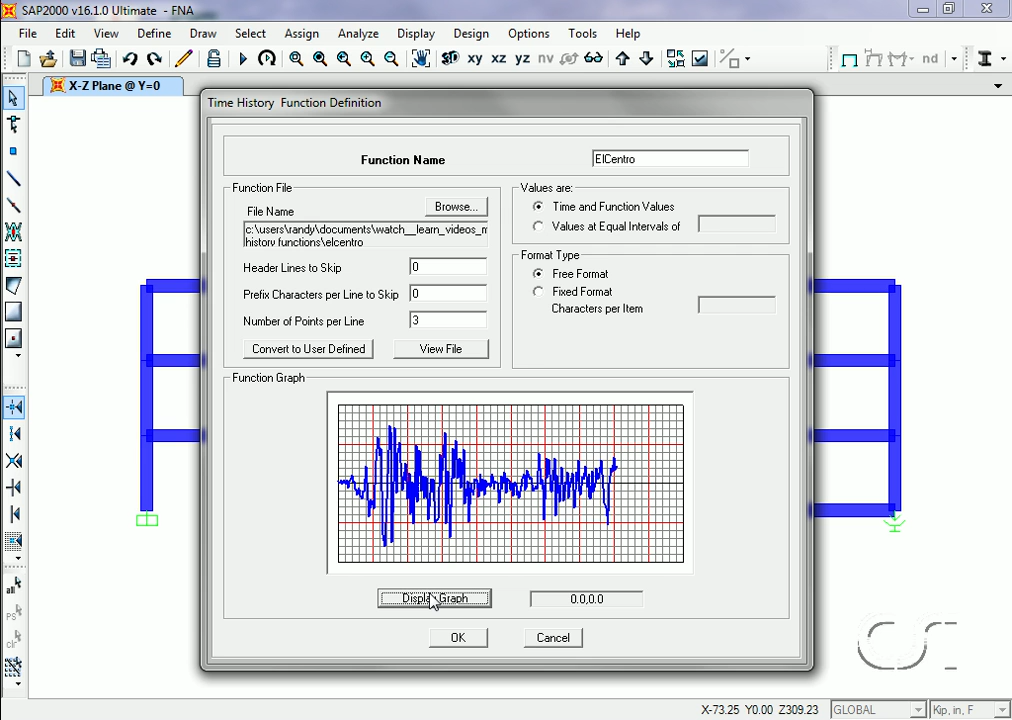 SAP2000 v16.1.0 Ultimate - FNA
File Edit View Define Draw Select Assign Analyze Display Design Options Tools Help
3D xy xz yz nv nd
X-Z Plane @ Y=0
Time History Function Definition
Function Name
ElCentro
Function File
File Name
Browse...
c:\users\randy\documents\watch__learn_videos_m
history functions\elcentro
Header Lines to Skip 0
Prefix Characters per Line to Skip 0
Number of Points per Line 3
Convert to User Defined View File
Values are:
Time and Function Values
Values at Equal Intervals of
Format Type
Free Format
Fixed Format
Characters per Item
Function Graph
Display Graph
0.0,0.0
OK Cancel
all
PS
clr
CSI
X-73.25 Y0.00 Z309.23 GLOBAL Kip, in, F